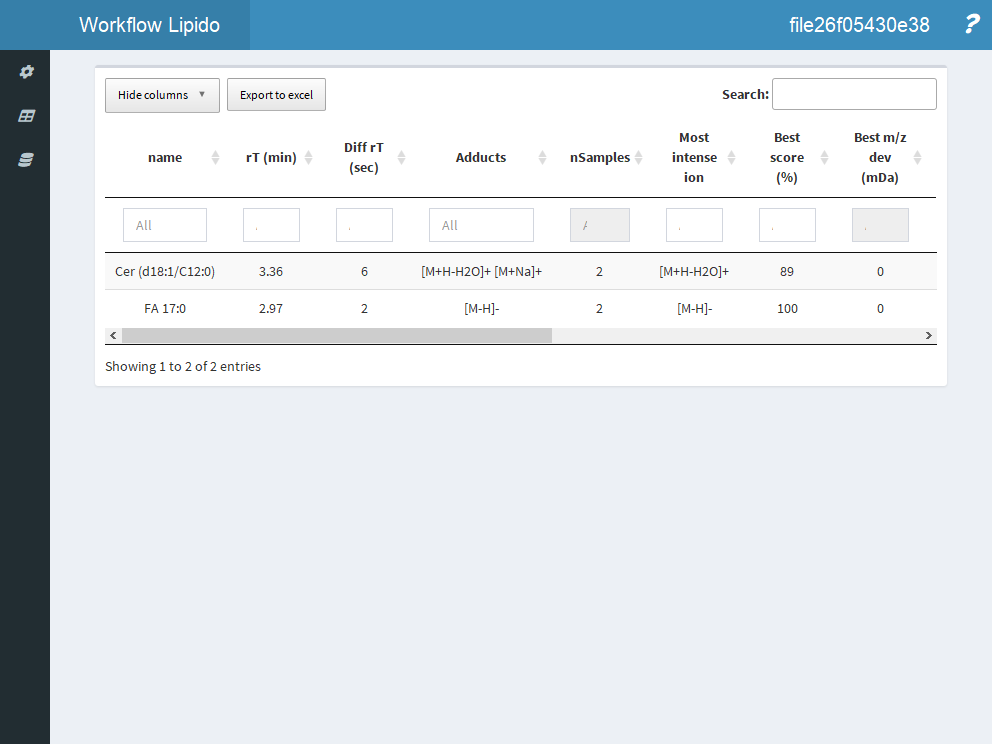 Workflow Lipido file26f05430e38 ?
Hide columns ▼ Export to excel Search:
name rT (min) Diff rT (sec) Adducts nSamples Most intense ion Best score (%) Best m/z dev (mDa)
All . . All . . .
Cer (d18:1/C12:0) 3.36 6 [M+H-H2O]+ [M+Na]+ 2 [M+H-H2O]+ 89 0
FA 17:0 2.97 2 [M-H]- 2 [M-H]- 100 0
Showing 1 to 2 of 2 entries